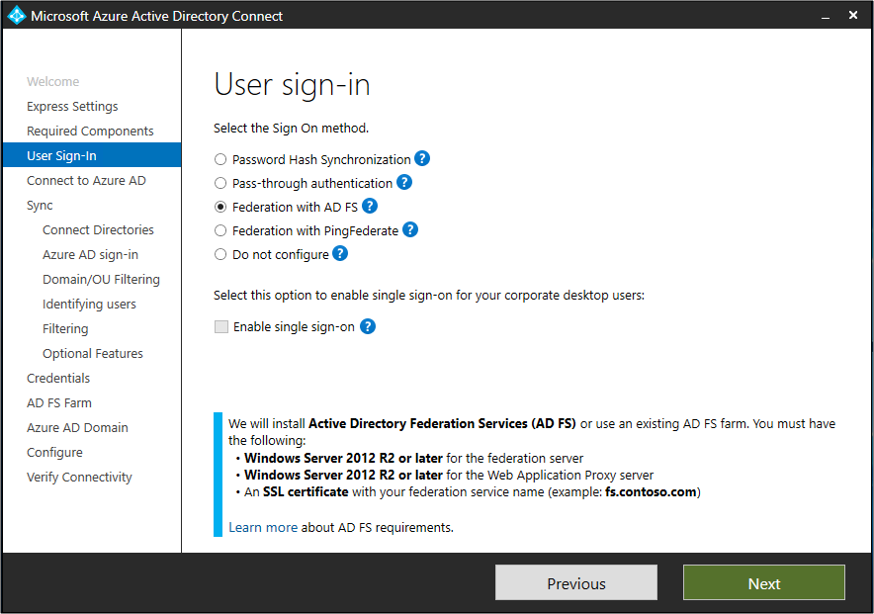 Microsoft Azure Active Directory Connect
Welcome
Express Settings
Required Components
User Sign-In
Connect to Azure AD
Sync
Connect Directories
Azure AD sign-in
Domain/OU Filtering
Identifying users
Filtering
Optional Features
Credentials
AD FS Farm
Azure AD Domain
Configure
Verify Connectivity
User sign-in
Select the Sign On method.
Password Hash Synchronization ?
Pass-through authentication ?
Federation with AD FS ?
Federation with PingFederate ?
Do not configure ?
Select this option to enable single sign-on for your corporate desktop users:
Enable single sign-on ?
We will install Active Directory Federation Services (AD FS) or use an existing AD FS farm. You must have
the following:
• Windows Server 2012 R2 or later for the federation server
• Windows Server 2012 R2 or later for the Web Application Proxy server
• An SSL certificate with your federation service name (example: fs.contoso.com)
Learn more about AD FS requirements.
Previous
Next